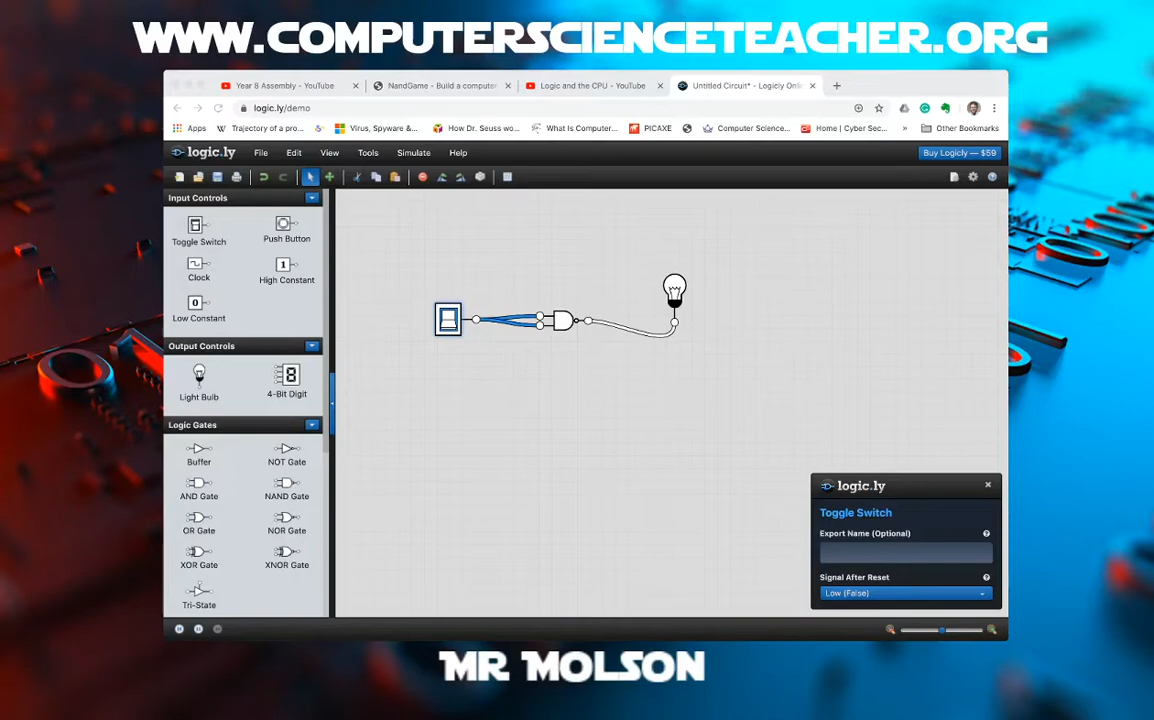 WWW.COMPUTERSCIENCETEACHER.ORG
Year 8 Assembly - YouTube
NandGame - Build a computer
Logic and the CPU - YouTube
Untitled Circuit* - Logicly Onli
logic.ly/demo
Apps
Trajectory of a pro...
Virus, Spyware &...
How Dr. Seuss wo...
What Is Computer...
PICAXE
Computer Science...
Home | Cyber Sec...
»
Other Bookmarks
logic.ly
File
Edit
View
Tools
Simulate
Help
Buy Logicly — $59
Input Controls
Toggle Switch
Push Button
Clock
1
High Constant
0
Low Constant
Output Controls
Light Bulb
8
4-Bit Digit
Logic Gates
Buffer
NOT Gate
AND Gate
NAND Gate
OR Gate
NOR Gate
XOR Gate
XNOR Gate
Tri-State
logic.ly
Toggle Switch
Export Name (Optional)
Signal After Reset
Low (False)
MR MOLSON